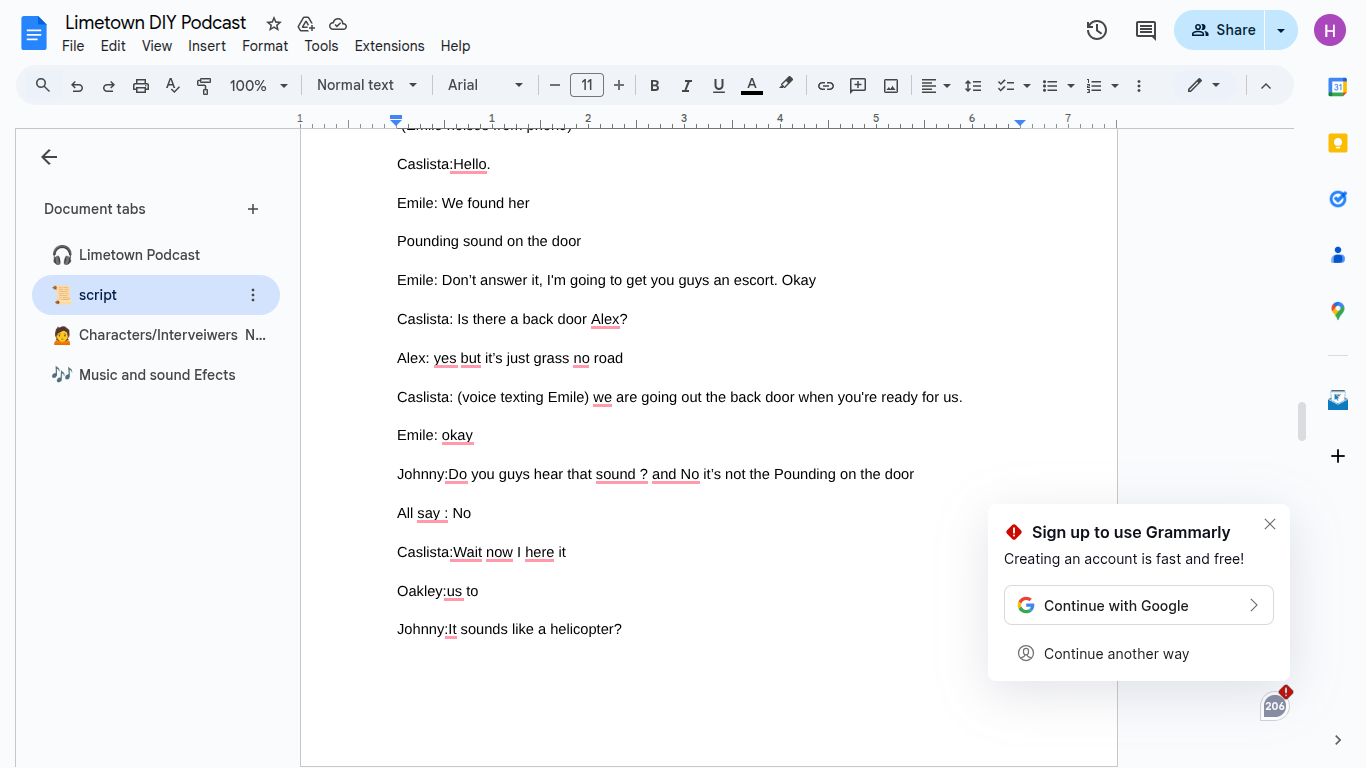 Limetown DIY Podcast
File Edit View Insert Format Tools Extensions Help
Share
H
100% Normal text Arial 11 B I U A
1 1 2 3 4 5 6 7
31
Document tabs
Limetown Podcast
script
Characters/Interveiwers N...
Music and sound Efects
(Emile noises from phone)
Caslista:Hello.
Emile: We found her
Pounding sound on the door
Emile: Don’t answer it, I'm going to get you guys an escort. Okay
Caslista: Is there a back door Alex?
Alex: yes but it’s just grass no road
Caslista: (voice texting Emile) we are going out the back door when you're ready for us.
Emile: okay
Johnny:Do you guys hear that sound ? and No it’s not the Pounding on the door
All say : No
Caslista:Wait now I here it
Oakley:us to
Johnny:It sounds like a helicopter?
Sign up to use Grammarly
Creating an account is fast and free!
Continue with Google
Continue another way
206